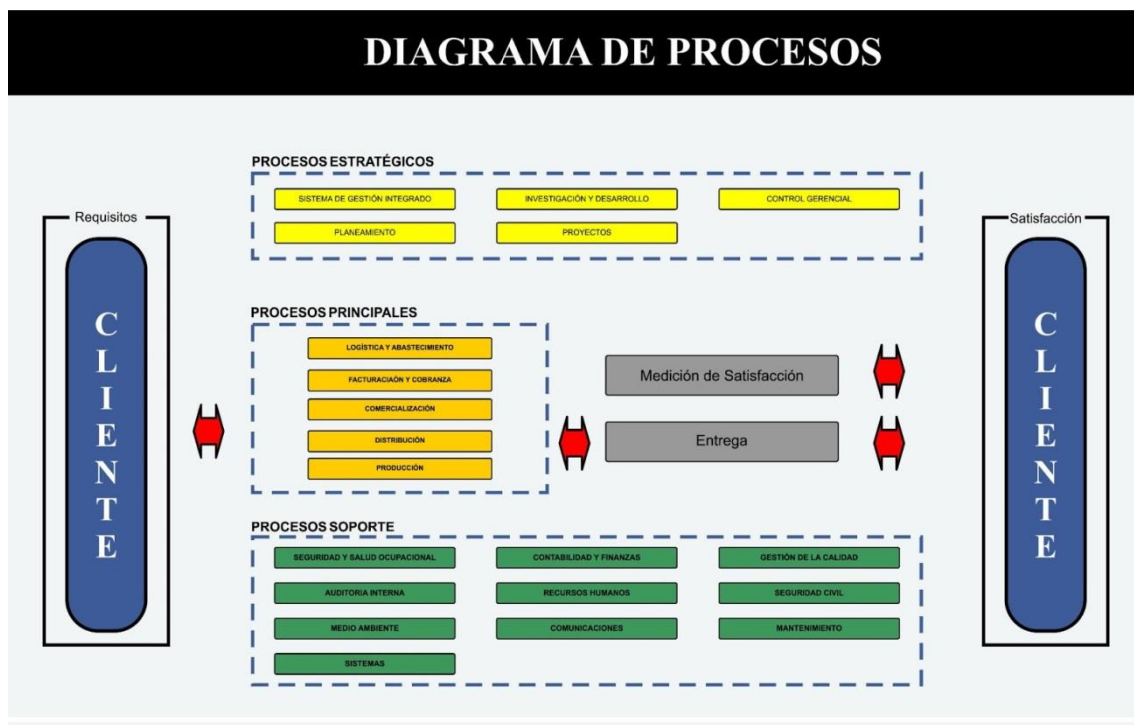 DIAGRAMA DE PROCESOS
Requisitos
CLIENTE
PROCESOS ESTRATÉGICOS
SISTEMA DE GESTIÓN INTEGRADO
INVESTIGACIÓN Y DESARROLLO
CONTROL GERENCIAL
PLANEAMIENTO
PROYECTOS
PROCESOS PRINCIPALES
LOGÍSTICA Y ABASTECIMIENTO
FACTURACIAÓN Y COBRANZA
COMERCIALIZACIÓN
DISTRIBUCIÓN
PRODUCCIÓN
Medición de Satisfacción
Entrega
PROCESOS SOPORTE
SEGURIDAD Y SALUD OCUPACIONAL
CONTABILIDAD Y FINANZAS
GESTIÓN DE LA CALIDAD
AUDITORIA INTERNA
RECURSOS HUMANOS
SEGURIDAD CIVIL
MEDIO AMBIENTE
COMUNICACIONES
MANTENIMIENTO
SISTEMAS
Satisfacción
CLIENTE